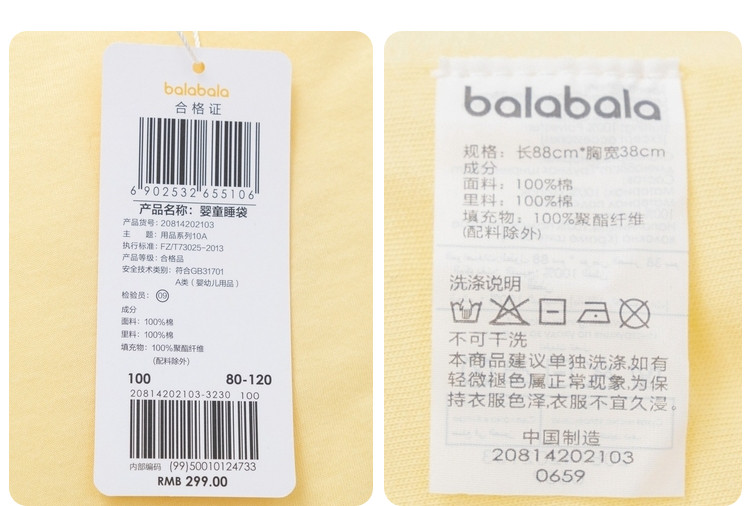 balabala
合格证
6 902532 655106
产品名称：婴童睡袋
产品货号：20814202103
主　题：用品系列10A
执行标准：FZ/T73025-2013
产品等级：合格品
安全技术类别：符合GB31701
A类（婴幼儿用品）
检验员：09
成分
面料：100%棉
里料：100%棉
填充物：100%聚酯纤维
(配料除外)
100 80-120
20814202103-3230 100
内部编码 (99)50010124733
RMB 299.00
balabala
规格：长88cm*胸宽38cm
成分
面料：100%棉
里料：100%棉
填充物：100%聚酯纤维
(配料除外)
洗涤说明
不可干洗
本商品建议单独洗涤,如有
轻微褪色属正常现象,为保
持衣服色泽,衣服不宜久浸。
中国制造
20814202103
0659